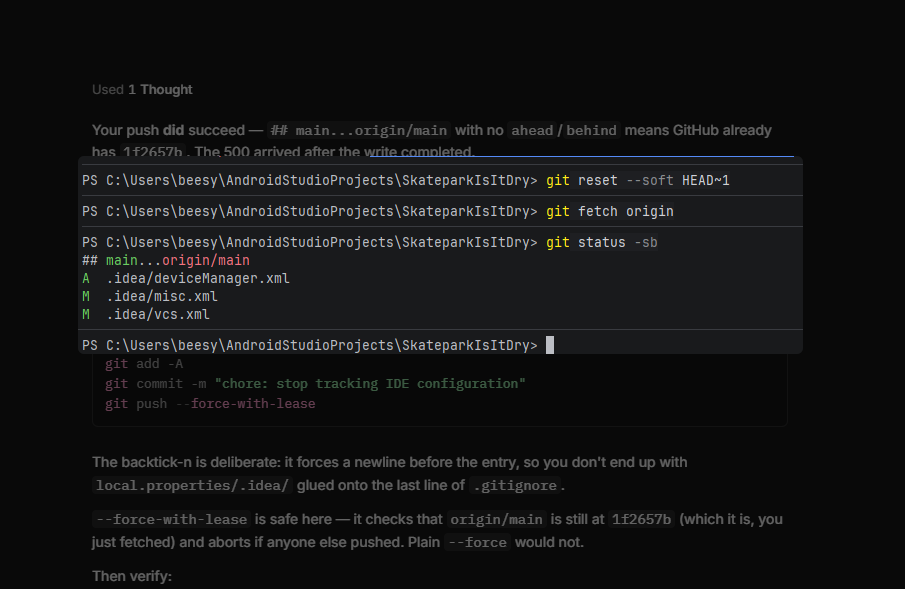 Used 1 Thought
Your push did succeed — ## main...origin/main with no ahead/behind means GitHub already
has 1f2657b. The 500 arrived after the write completed.
PS C:\Users\beesy\AndroidStudioProjects\SkateparkIsItDry> git reset --soft HEAD~1
PS C:\Users\beesy\AndroidStudioProjects\SkateparkIsItDry> git fetch origin
PS C:\Users\beesy\AndroidStudioProjects\SkateparkIsItDry> git status -sb
## main...origin/main
A  .idea/deviceManager.xml
M  .idea/misc.xml
M  .idea/vcs.xml
PS C:\Users\beesy\AndroidStudioProjects\SkateparkIsItDry>
git add -A
git commit -m "chore: stop tracking IDE configuration"
git push --force-with-lease
The backtick-n is deliberate: it forces a newline before the entry, so you don't end up with
local.properties/.idea/ glued onto the last line of .gitignore.
--force-with-lease is safe here — it checks that origin/main is still at 1f2657b (which it is, you
just fetched) and aborts if anyone else pushed. Plain --force would not.
Then verify: